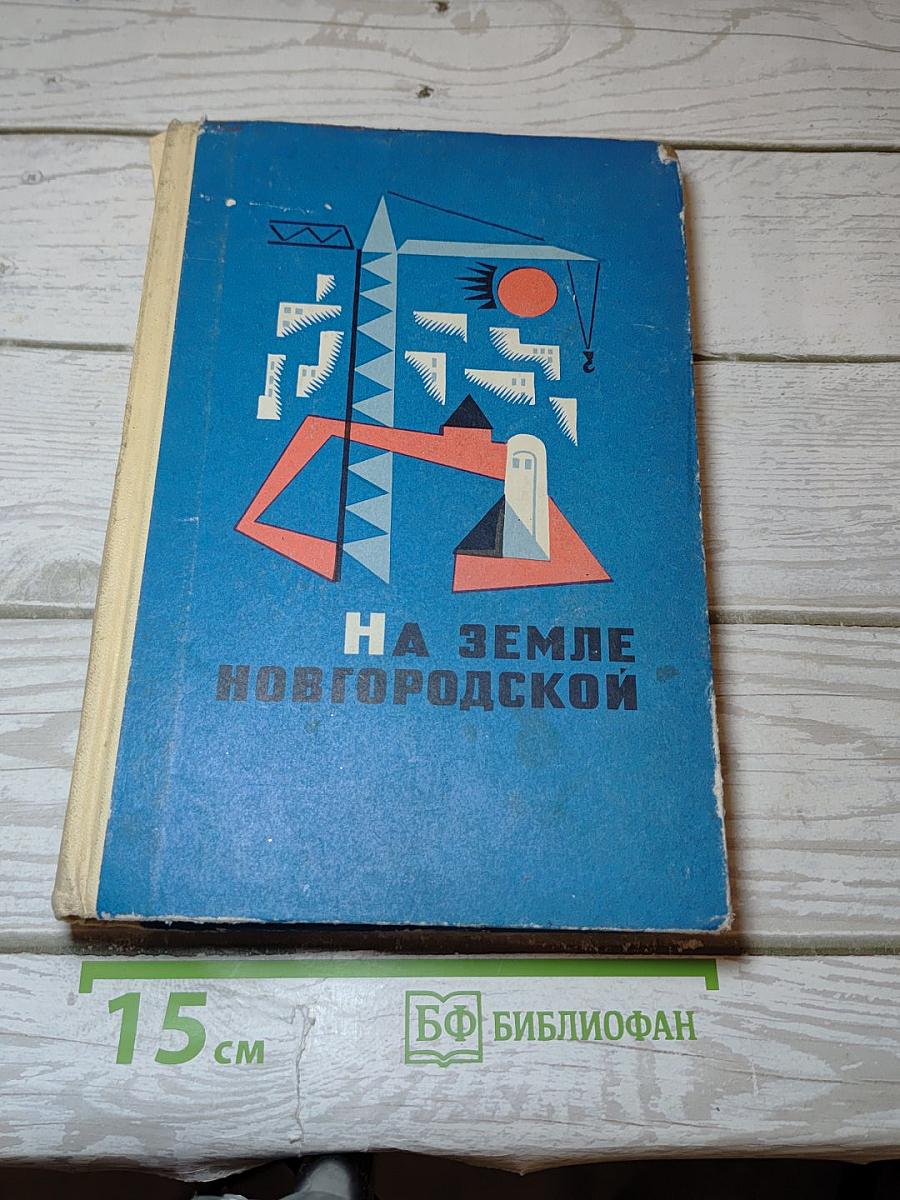 НА ЗЕМЛЕ
НОВГОРОДСКОЙ
15 см
БФ БИБЛИОФАН